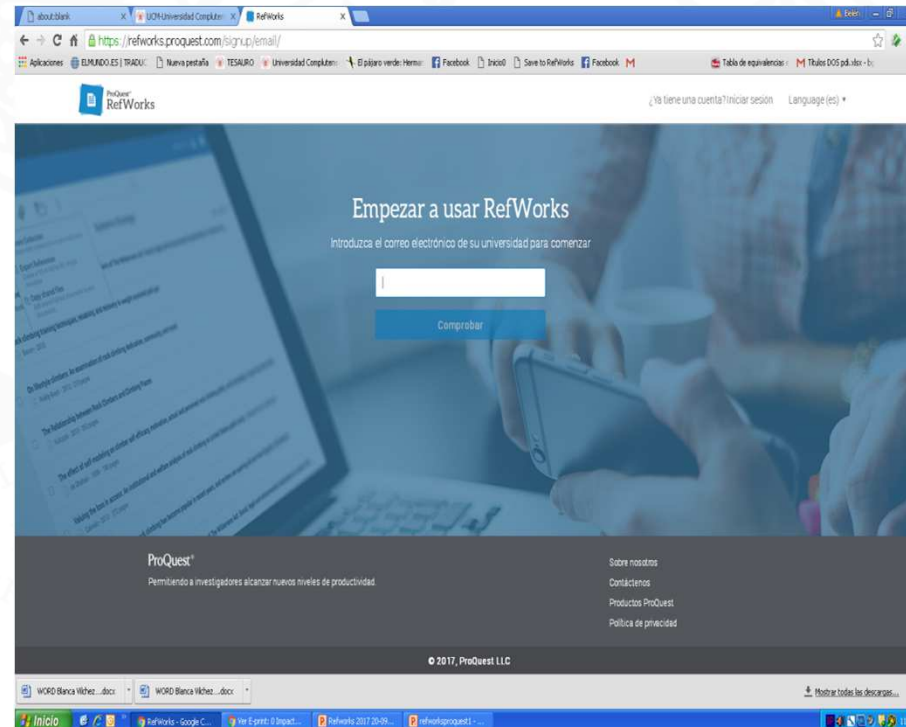 about:blank
UCM-Universidad Complutens
RefWorks
Belén
https://refworks.proquest.com/signup/email/
Aplicaciones
ELMUNDO.ES | TRADUC
Nueva pestaña
TESAURO
Universidad Complutens
El pájaro verde: Hermur
Facebook
Inicio0
Save to RefWorks
Facebook
Tabla de equivalencias
Títulos DOS pdi.xlsx - b
ProQuest®
RefWorks
¿Ya tiene una cuenta? Iniciar sesión
Language (es)
Empezar a usar RefWorks
Introduzca el correo electrónico de su universidad para comenzar
Comprobar
ProQuest®
Permitiendo a investigadores alcanzar nuevos niveles de productividad.
Sobre nosotros
Contáctenos
Productos ProQuest
Política de privacidad
© 2017, ProQuest LLC
WORD Blanca Vilchez....docx
WORD Blanca Vilchez....docx
Mostrar todas las descargas...
Inicio
RefWorks - Google C...
Ver E-print: 0 Impact...
Refworks 2017 20-09...
refworksproquest1 - ...